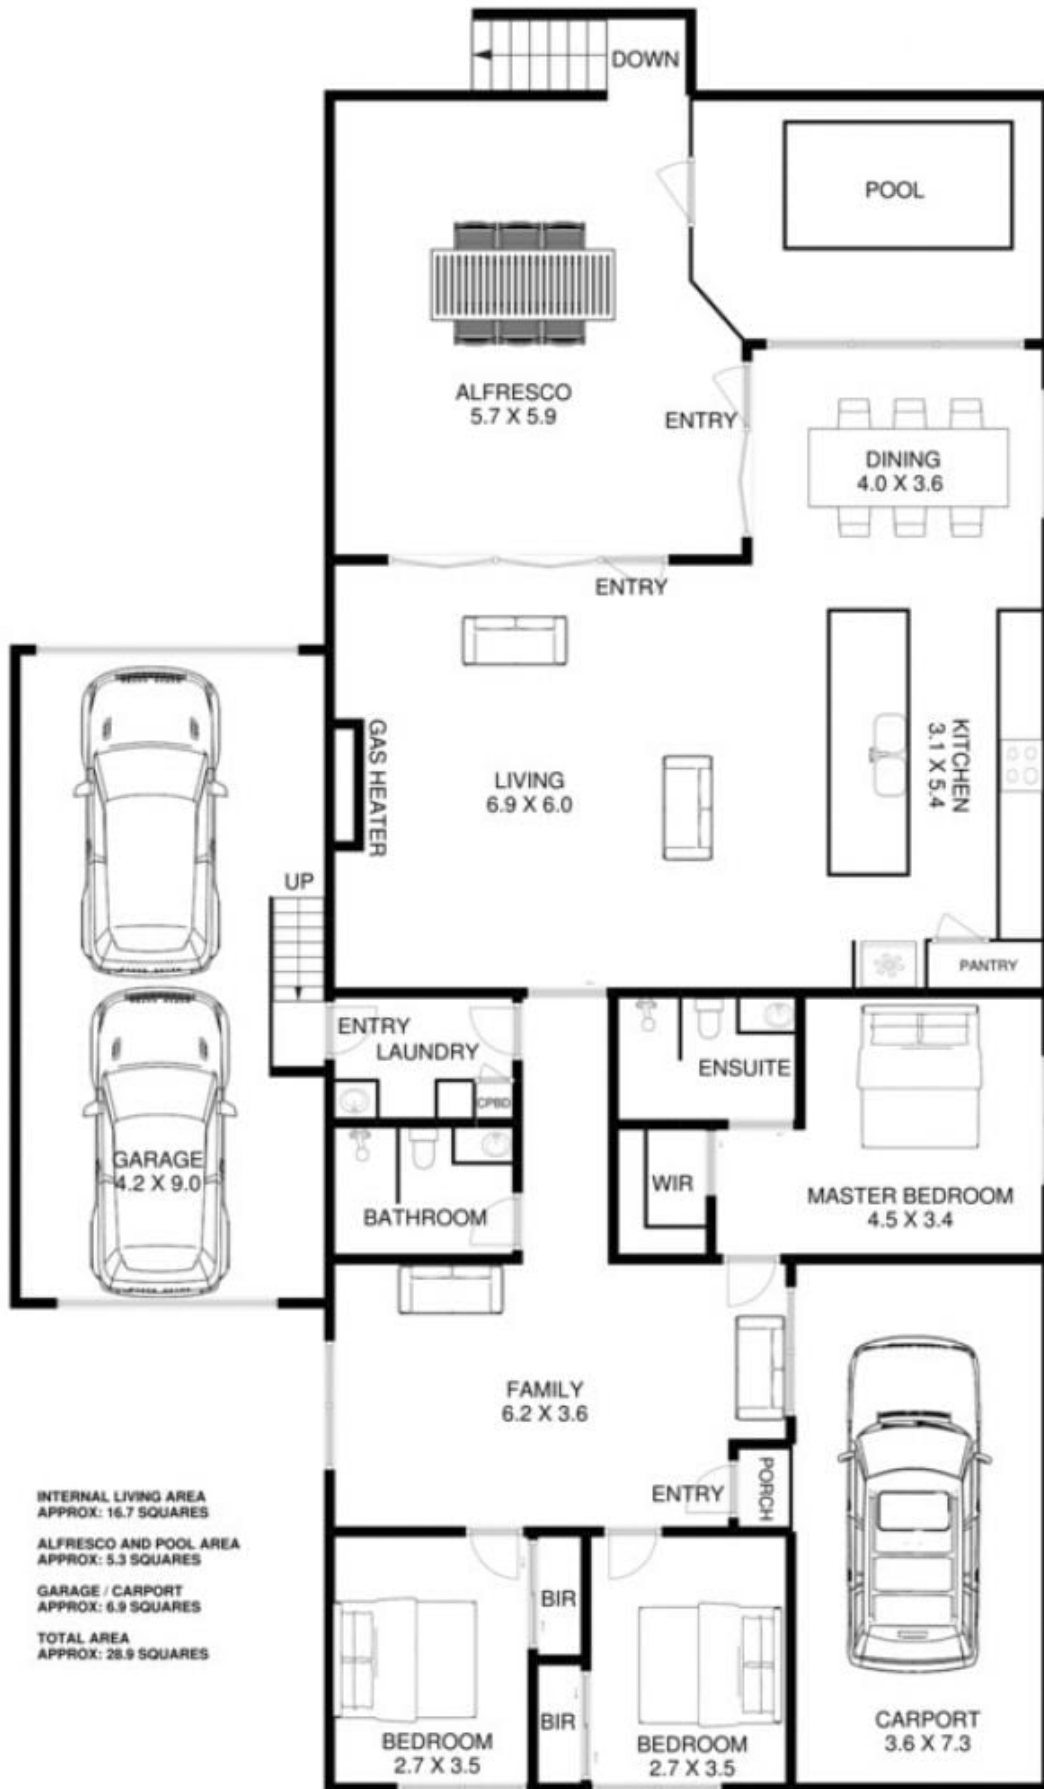 DOWN
POOL
ALFRESCO
5.7 X 5.9
ENTRY
DINING
4.0 X 3.6
ENTRY
GAS HEATER
LIVING
6.9 X 6.0
KITCHEN
3.1 X 5.4
UP
PANTRY
ENTRY
LAUNDRY
CPBD
ENSUITE
GARAGE
4.2 X 9.0
BATHROOM
WIR
MASTER BEDROOM
4.5 X 3.4
FAMILY
6.2 X 3.6
ENTRY
PORCH
INTERNAL LIVING AREA
APPROX: 16.7 SQUARES
ALFRESCO AND POOL AREA
APPROX: 5.3 SQUARES
GARAGE / CARPORT
APPROX: 6.9 SQUARES
TOTAL AREA
APPROX: 28.9 SQUARES
BIR
BIR
BEDROOM
2.7 X 3.5
BEDROOM
2.7 X 3.5
CARPORT
3.6 X 7.3